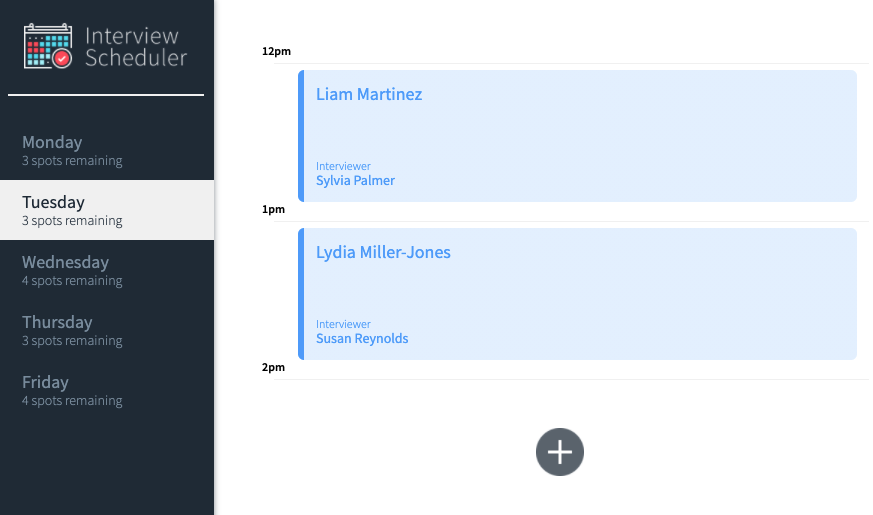 Interview
Scheduler
Monday
3 spots remaining
Tuesday
3 spots remaining
Wednesday
4 spots remaining
Thursday
3 spots remaining
Friday
4 spots remaining
12pm
Liam Martinez
Interviewer
Sylvia Palmer
1pm
Lydia Miller-Jones
Interviewer
Susan Reynolds
2pm